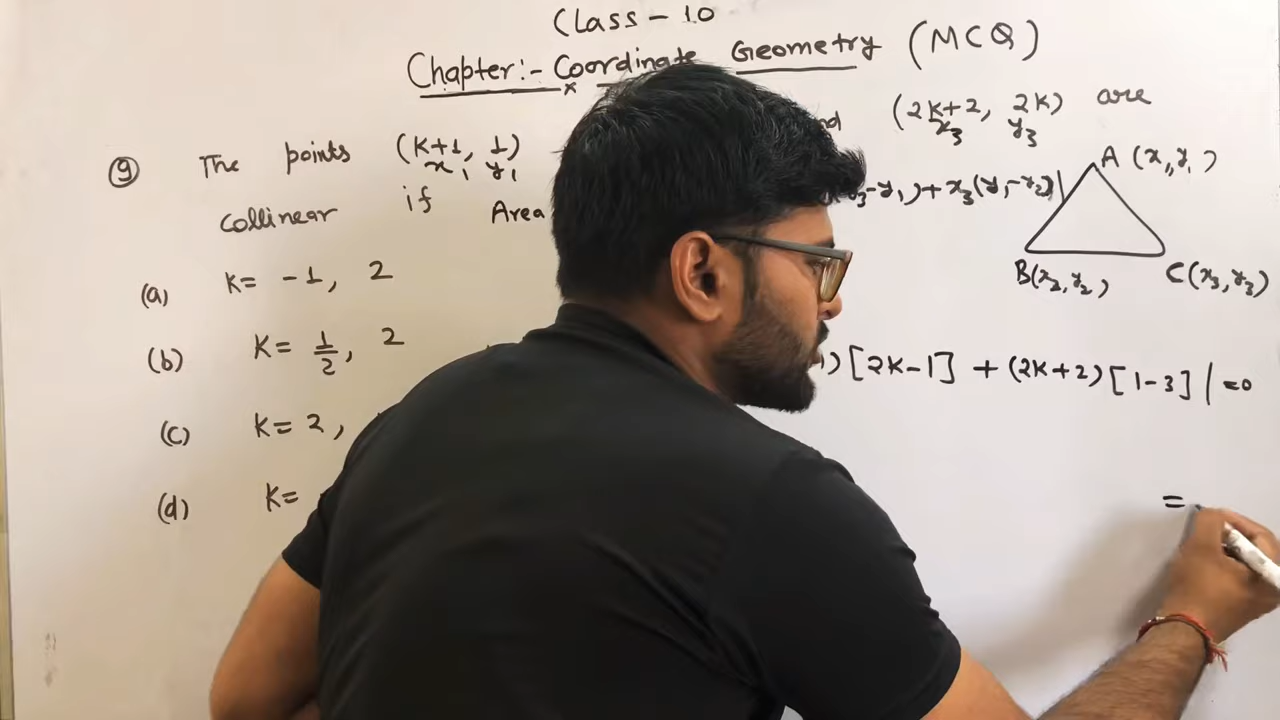 Class - 10
Chapter:- Coordinate Geometry (MCQ)
⑨ The points (K+1, 1) (2K+2, 2K) are
x₁ y₁ x₃ y₃
collinear if Area -y₁) + x₃(y₁-y₂)|
A (x₁, y₁)
B(x₂, y₂) C(x₃, y₃)
(a) K= -1, 2
(b) K= 1/2, 2
(c) K= 2,
(d) K=
) [2K-1] + (2K+2) [1-3] | =0
=